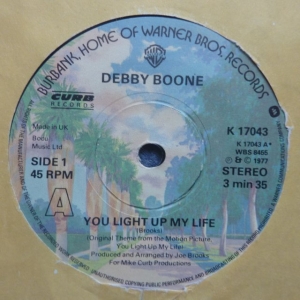 BURBANK, HOME OF WARNER BROS. RECORDS
DEBBY BOONE
CURB
RECORDS
K 17043
Made in UK
K 17043 A
WBS 8455
Music Ltd
℗ & © 1977
SIDE 1
STEREO
45 RPM
3 min 35
A
YOU LIGHT UP MY LIFE
(Brooks)
(Original Theme from the Motion Picture
You Light Up My Life)
Produced and Arranged by Joe Brooks
For Mike Curb Productions